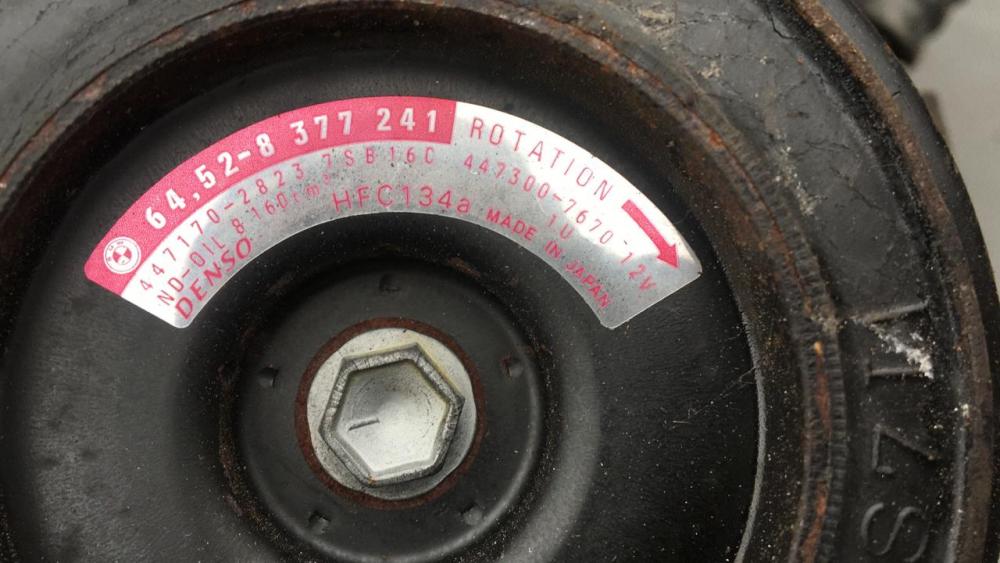 64.52-8 377 241 ROTATION
447170-2823 7SB16C 447300-7670-12V
ND-OIL 8 160cm³ HFC134a 1U
DENSO MADE IN JAPAN